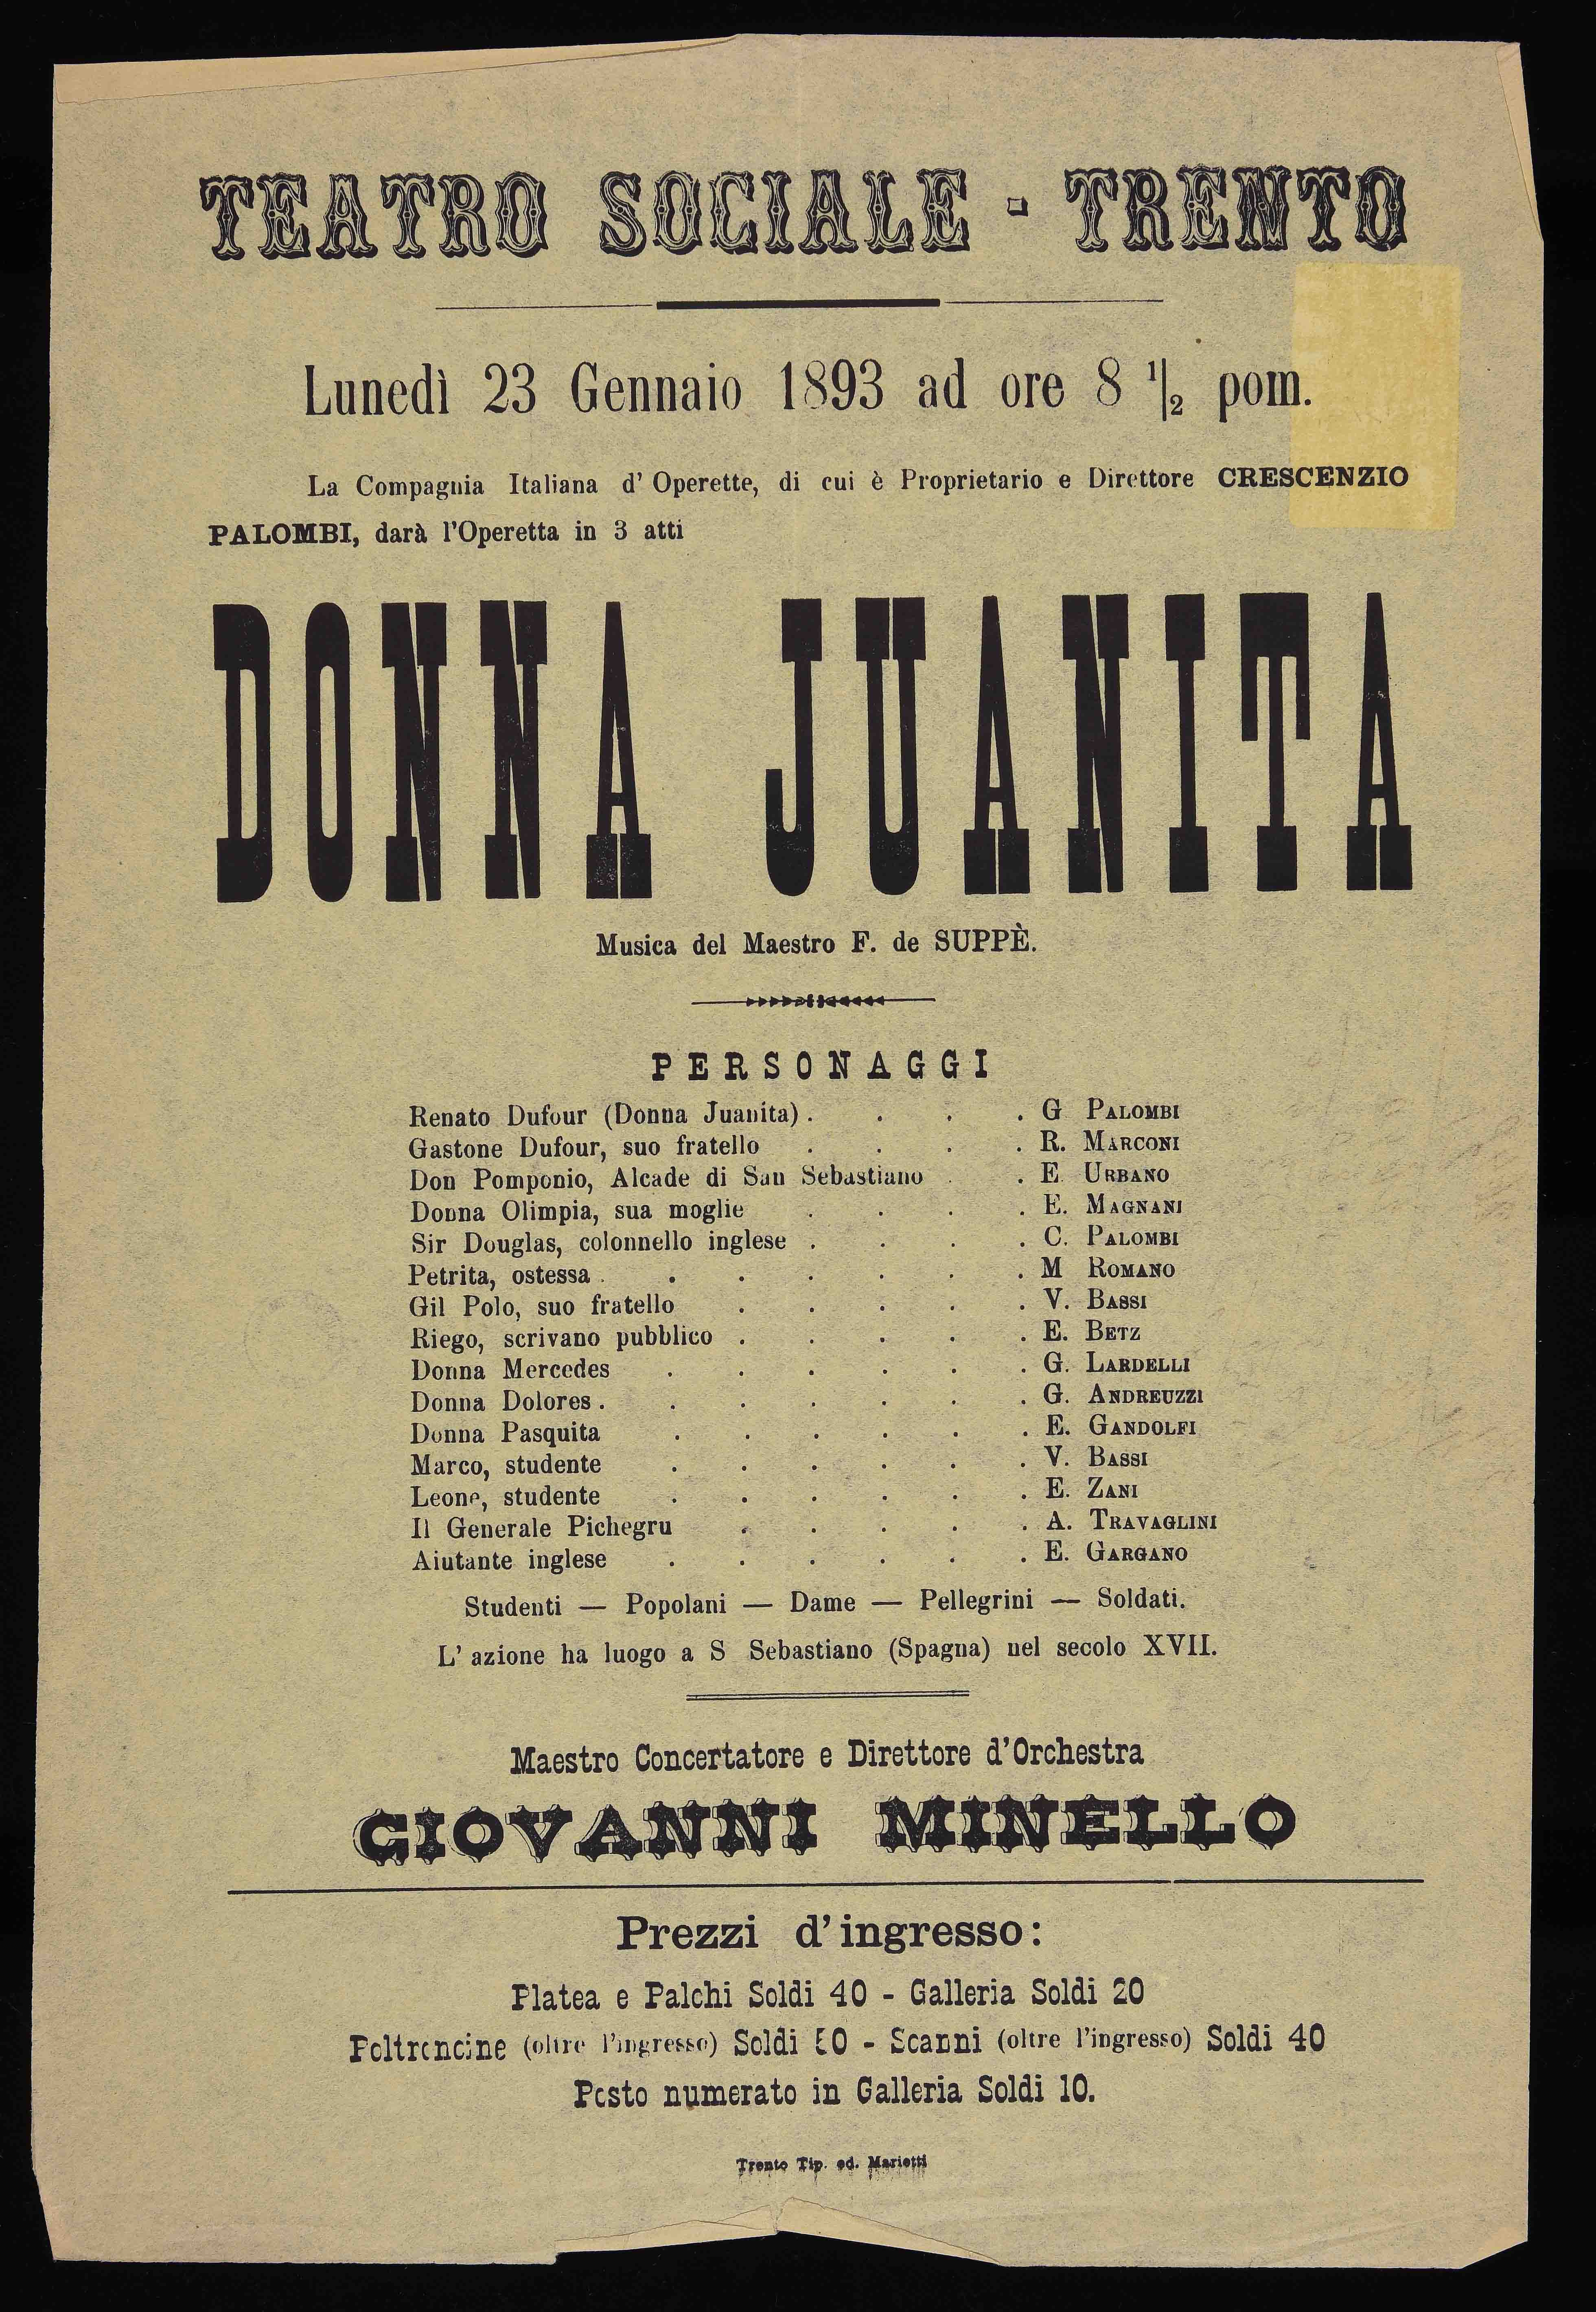 TEATRO SOCIALE - TRENTO
Lunedì 23 Gennaio 1893 ad ore 8 1/2 pom.
La Compagnia Italiana d' Operette, di cui è Proprietario e Direttore CRESCENZIO
PALOMBI, darà l'Operetta in 3 atti
DONNA JUANITA
Musica del Maestro F. de SUPPÈ.
PERSONAGGI
Renato Dufour (Donna Juanita) . . . . G PALOMBI
Gastone Dufour, suo fratello . . . . R. MARCONI
Don Pomponio, Alcade di San Sebastiano . . E URBANO
Donna Olimpia, sua moglie . . . . E. MAGNANI
Sir Douglas, colonnello inglese . . . . C. PALOMBI
Petrita, ostessa . . . . . . . M ROMANO
Gil Polo, suo fratello . . . . . V. BASSI
Riego, scrivano pubblico . . . . . E. BETZ
Donna Mercedes . . . . . . G. LARDELLI
Donna Dolores . . . . . . . G. ANDREUZZI
Donna Pasquita . . . . . . E. GANDOLFI
Marco, studente . . . . . . V. BASSI
Leone, studente . . . . . . E. ZANI
Il Generale Pichegru . . . . . A. TRAVAGLINI
Aiutante inglese . . . . . . E. GARGANO
Studenti — Popolani — Dame — Pellegrini — Soldati.
L' azione ha luogo a S Sebastiano (Spagna) nel secolo XVII.
Maestro Concertatore e Direttore d'Orchestra
GIOVANNI MINELLO
Prezzi d'ingresso:
Platea e Palchi Soldi 40 - Galleria Soldi 20
Poltroncine (oltre l'ingresso) Soldi 50 - Scanni (oltre l'ingresso) Soldi 40
Posto numerato in Galleria Soldi 10.
Trento Tip. ed. Marietti